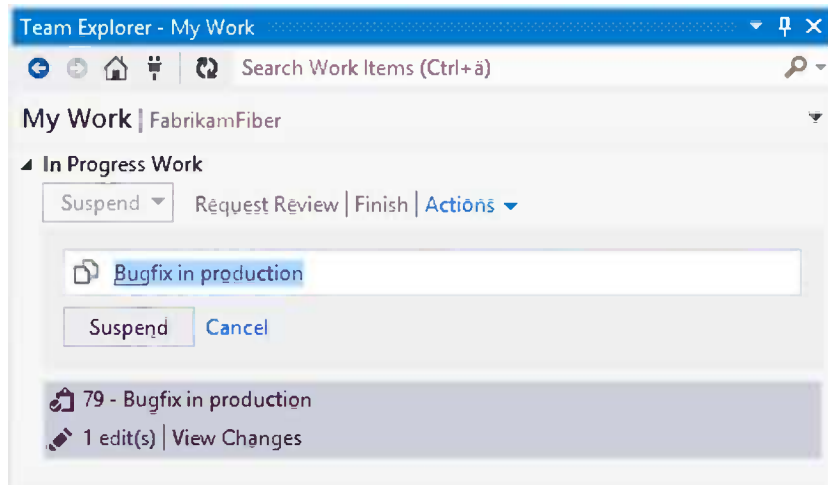 Team Explorer - My Work
Search Work Items (Ctrl+ä)
My Work | FabrikamFiber
In Progress Work
Suspend Request Review | Finish | Actions
Bugfix in production
Suspend Cancel
79 - Bugfix in production
1 edit(s) | View Changes